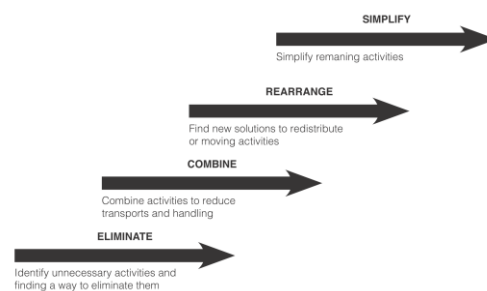 SIMPLIFY
Simplify remaning activities
REARRANGE
Find new solutions to redistribute
or moving activities
COMBINE
Combine activities to reduce
transports and handling
ELIMINATE
Identify unnecessary activities and
finding a way to eliminate them